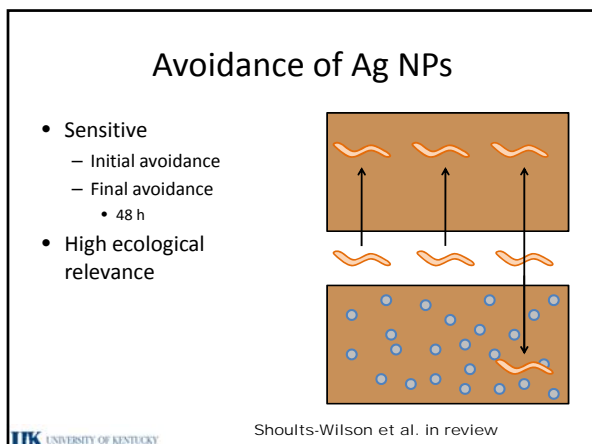 Avoidance of Ag NPs
• Sensitive
– Initial avoidance
– Final avoidance
• 48 h
• High ecological
relevance
Shoults-Wilson et al. in review
UK UNIVERSITY OF KENTUCKY